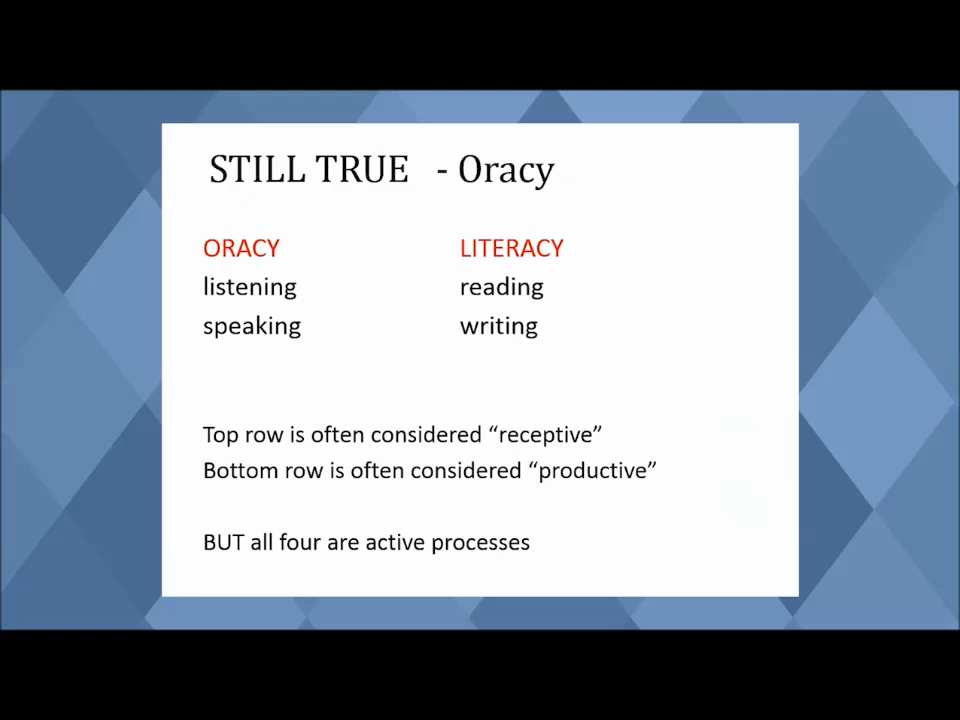 STILL TRUE - Oracy
ORACY LITERACY
listening reading
speaking writing
Top row is often considered “receptive”
Bottom row is often considered “productive”
BUT all four are active processes